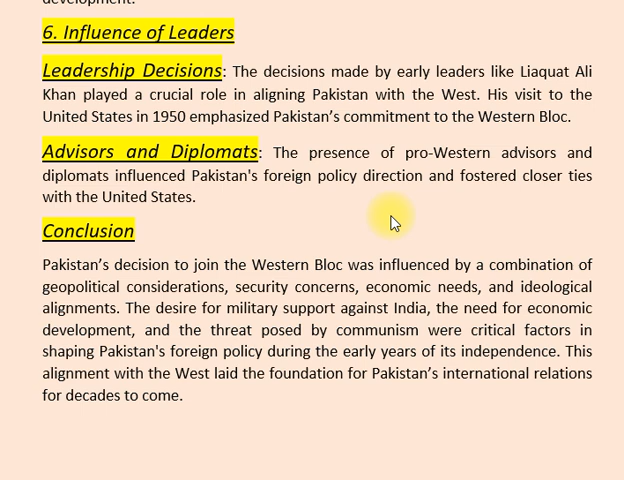 development.
6. Influence of Leaders
Leadership Decisions: The decisions made by early leaders like Liaquat Ali
Khan played a crucial role in aligning Pakistan with the West. His visit to the
United States in 1950 emphasized Pakistan’s commitment to the Western Bloc.
Advisors and Diplomats: The presence of pro-Western advisors and
diplomats influenced Pakistan's foreign policy direction and fostered closer ties
with the United States.
Conclusion
Pakistan’s decision to join the Western Bloc was influenced by a combination of
geopolitical considerations, security concerns, economic needs, and ideological
alignments. The desire for military support against India, the need for economic
development, and the threat posed by communism were critical factors in
shaping Pakistan's foreign policy during the early years of its independence. This
alignment with the West laid the foundation for Pakistan’s international relations
for decades to come.